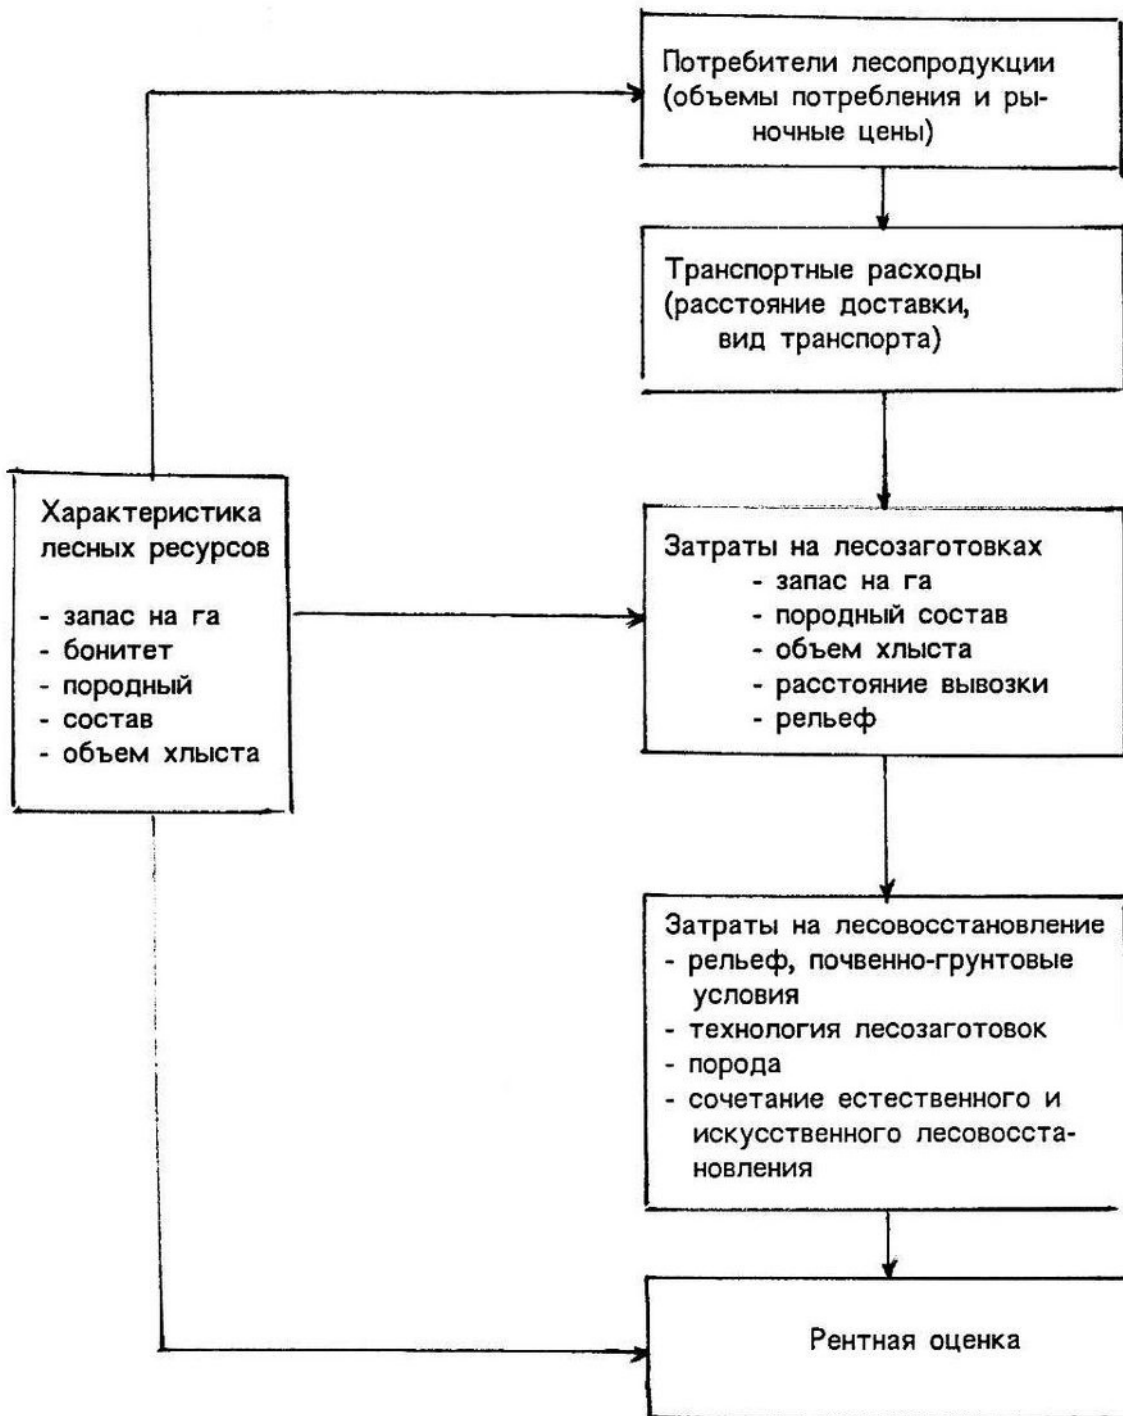 Потребители лесопродукции
(объемы потребления и ры-
ночные цены)
Транспортные расходы
(расстояние доставки,
вид транспорта)
Характеристика
лесных ресурсов
- запас на га
- бонитет
- породный
- состав
- объем хлыста
Затраты на лесозаготовках
- запас на га
- породный состав
- объем хлыста
- расстояние вывозки
- рельеф
Затраты на лесовосстановление
- рельеф, почвенно-грунтовые
условия
- технология лесозаготовок
- порода
- сочетание естественного и
искусственного лесовосста-
новления
Рентная оценка